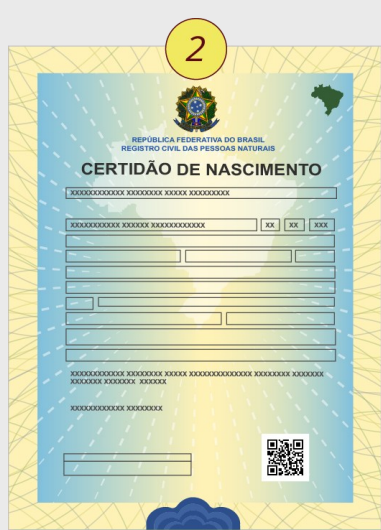 2
REPÚBLICA FEDERATIVA DO BRASIL
REGISTRO CIVIL DAS PESSOAS NATURAIS
CERTIDÃO DE NASCIMENTO
XXXXXXXXXXXX XXXXXXXX XXXXX XXXXXXXXX
XXXXXXXXXXX XXXXXX XXXXXXXXXXXX XX XX XXX
XXXXXXXXXXXX XXXXXXXX XXXXX XXXXXXXXXXXXXX XXXXXXXX XXXXXXX
XXXXXXX XXXXXXX XXXXXX
XXXXXXXXXXXX XXXXXXXX